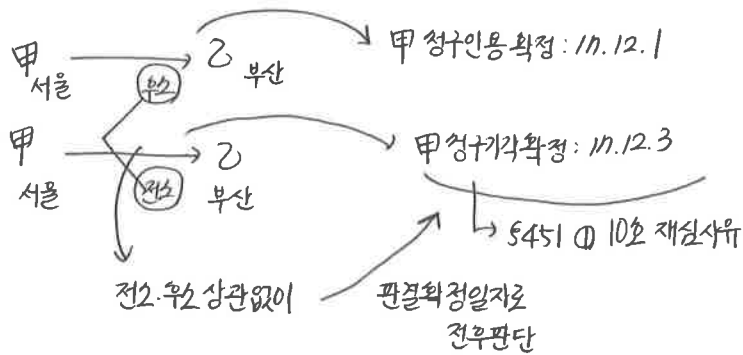 甲 → 乙 甲 청구인용 확정 : 17. 12. 1
서울 후소 부산
甲 → 乙 甲 청구기각 확정 : 17. 12. 3
서울 전소 부산
→ §451 ① 10호 재심사유
전소·후소 상관없이 → 판결확정일자로
전후판단